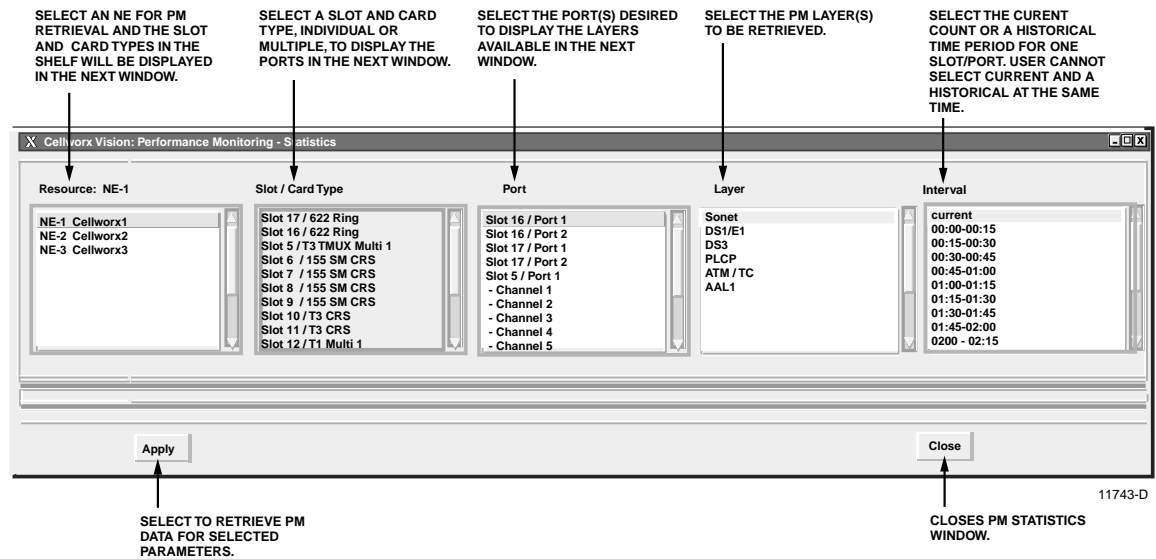 SELECT AN NE FOR PM
RETRIEVAL AND THE SLOT
AND CARD TYPES IN THE
SHELF WILL BE DISPLAYED
IN THE NEXT WINDOW.
SELECT A SLOT AND CARD
TYPE, INDIVIDUAL OR
MULTIPLE, TO DISPLAY THE
PORTS IN THE NEXT WINDOW.
SELECT THE PORT(S) DESIRED
TO DISPLAY THE LAYERS
AVAILABLE IN THE NEXT
WINDOW.
SELECT THE PM LAYER(S)
TO BE RETRIEVED.
SELECT THE CURENT
COUNT OR A HISTORICAL
TIME PERIOD FOR ONE
SLOT/PORT. USER CANNOT
SELECT CURRENT AND A
HISTORICAL AT THE SAME
TIME.
X Cellworx Vision: Performance Monitoring - Statistics
Resource: NE-1
NE-1 Cellworx1
NE-2 Cellworx2
NE-3 Cellworx3
Slot / Card Type
Slot 17 / 622 Ring
Slot 16 / 622 Ring
Slot 5 / T3 TMUX Multi 1
Slot 6 / 155 SM CRS
Slot 7 / 155 SM CRS
Slot 8 / 155 SM CRS
Slot 9 / 155 SM CRS
Slot 10 / T3 CRS
Slot 11 / T3 CRS
Slot 12 / T1 Multi 1
Port
Slot 16 / Port 1
Slot 16 / Port 2
Slot 17 / Port 1
Slot 17 / Port 2
Slot 5 / Port 1
- Channel 1
- Channel 2
- Channel 3
- Channel 4
- Channel 5
Layer
Sonet
DS1/E1
DS3
PLCP
ATM / TC
AAL1
Interval
current
00:00-00:15
00:15-00:30
00:30-00:45
00:45-01:00
01:00-01:15
01:15-01:30
01:30-01:45
01:45-02:00
0200 - 02:15
Apply
Close
11743-D
SELECT TO RETRIEVE PM
DATA FOR SELECTED
PARAMETERS.
CLOSES PM STATISTICS
WINDOW.